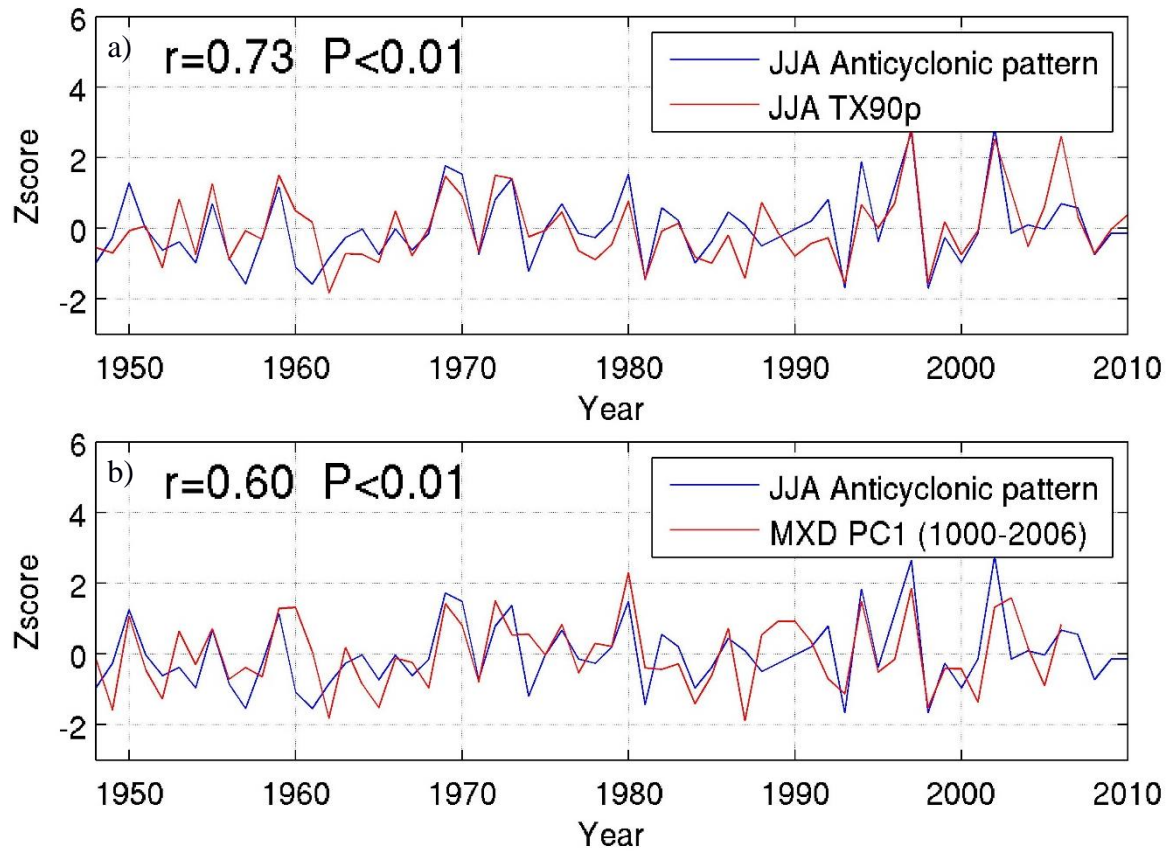 a) r=0.73 P<0.01
JJA Anticyclonic pattern
JJA TX90p
Zscore
6
4
2
0
-2
1950 1960 1970 1980 1990 2000 2010
Year
b) r=0.60 P<0.01
JJA Anticyclonic pattern
MXD PC1 (1000-2006)
Zscore
6
4
2
0
-2
1950 1960 1970 1980 1990 2000 2010
Year